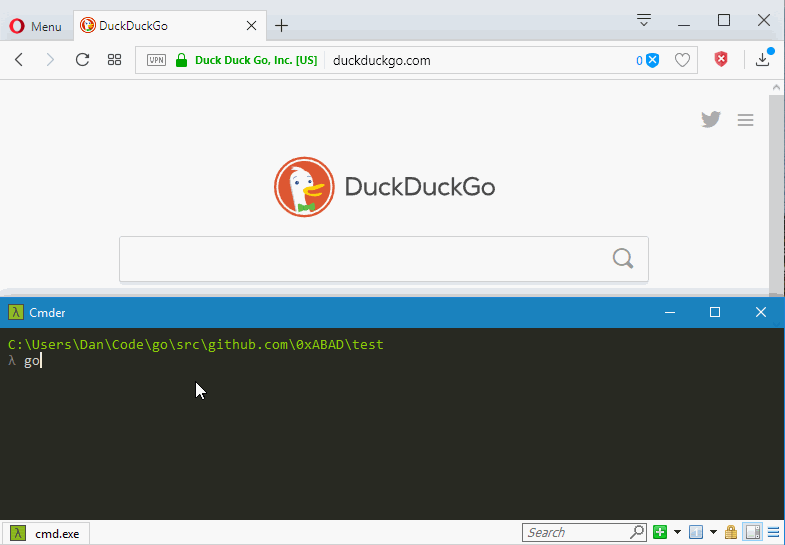 Menu
DuckDuckGo
VPN
Duck Duck Go, Inc. [US]
duckduckgo.com
0
DuckDuckGo
λ Cmder
C:\Users\Dan\Code\go\src\github.com\0xABAD\test
λ go
λ cmd.exe
Search
1